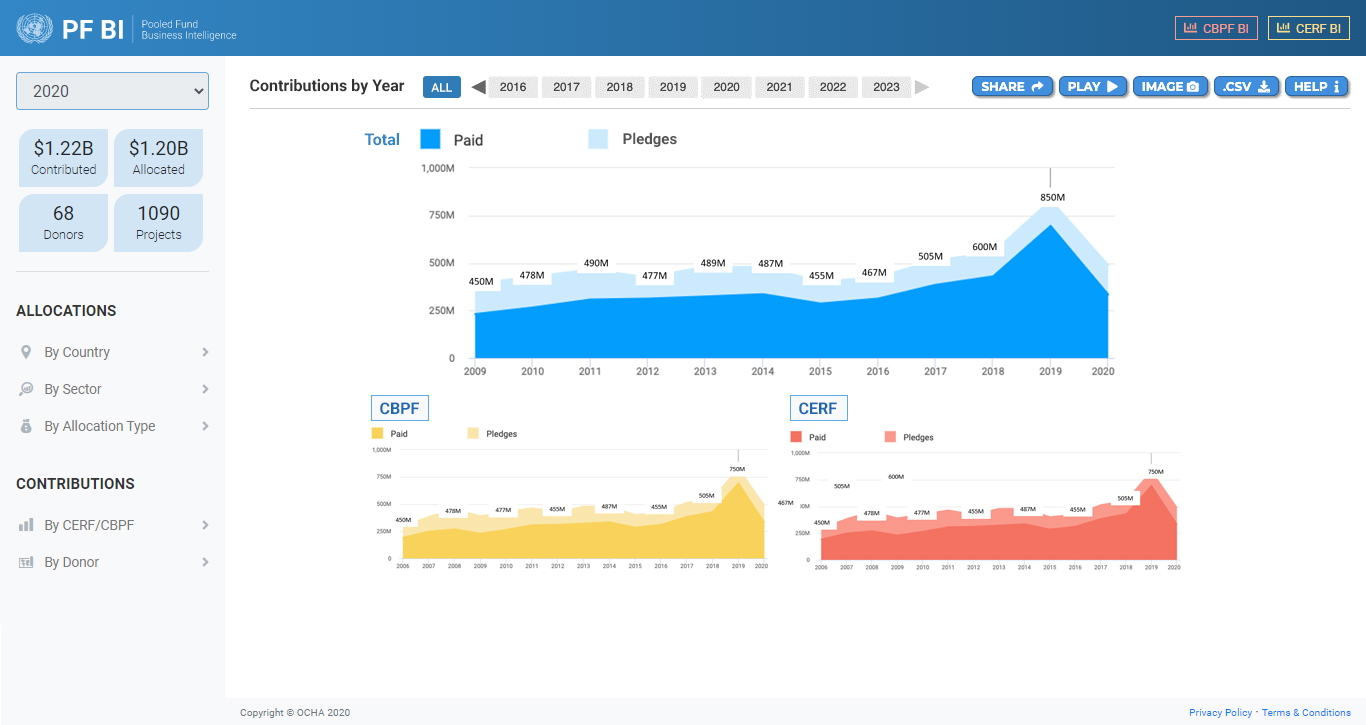 PF BI
Pooled Fund
Business Intelligence
CBPF BI
CERF BI
2020
$1.22B
Contributed
$1.20B
Allocated
68
Donors
1090
Projects
ALLOCATIONS
By Country
By Sector
By Allocation Type
CONTRIBUTIONS
By CERF/CBPF
By Donor
Contributions by Year
ALL
2016 2017 2018 2019 2020 2021 2022 2023
SHARE
PLAY
IMAGE
.CSV
HELP
Total Paid Pledges
1,000M
750M
500M
250M
0
450M 478M 490M 477M 489M 487M 455M 467M 505M 600M 850M
2009 2010 2011 2012 2013 2014 2015 2016 2017 2018 2019 2020
CBPF
Paid Pledges
1,000M
750M
500M
250M
0
450M 478M 477M 455M 487M 455M 505M 750M
2006 2007 2008 2009 2010 2011 2012 2013 2014 2015 2016 2017 2018 2019 2020
CERF
Paid Pledges
1,000M
750M
0M
250M
0
467M 505M 600M
450M 478M 477M 455M 487M 455M 505M 750M
2006 2007 2008 2009 2010 2011 2012 2013 2014 2015 2016 2017 2018 2019 2020
Copyright © OCHA 2020
Privacy Policy · Terms & Conditions